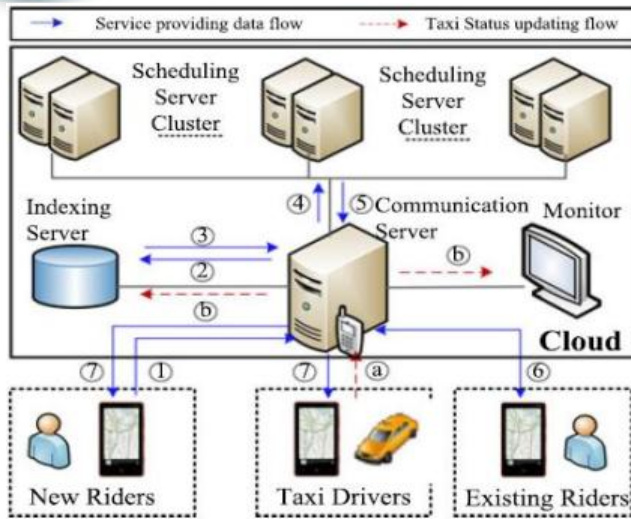 Service providing data flow
Taxi Status updating flow
Scheduling
Server
Cluster
Scheduling
Server
Cluster
④
⑤
Indexing
Server
③
②
ⓑ
Communication
Server
ⓑ
Monitor
Cloud
⑦
①
⑦
ⓐ
⑥
New Riders
Taxi Drivers
Existing Riders